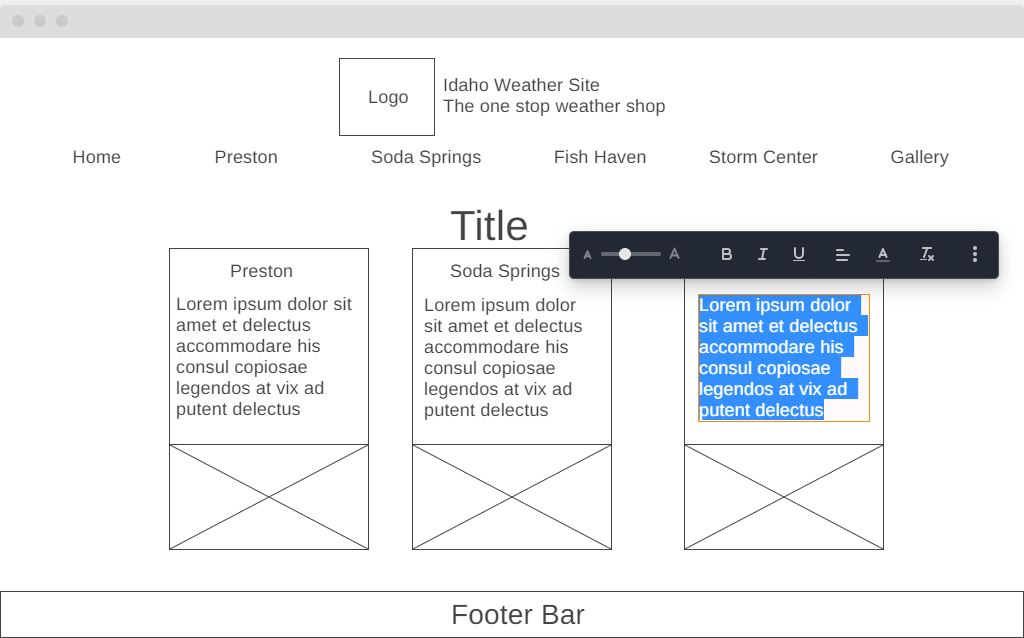 Logo
Idaho Weather Site
The one stop weather shop
Home Preston Soda Springs Fish Haven Storm Center Gallery
Title
A A B I U A Tx
Preston
Lorem ipsum dolor sit
amet et delectus
accommodare his
consul copiosae
legendos at vix ad
putent delectus
Soda Springs
Lorem ipsum dolor
sit amet et delectus
accommodare his
consul copiosae
legendos at vix ad
putent delectus
Lorem ipsum dolor
sit amet et delectus
accommodare his
consul copiosae
legendos at vix ad
putent delectus
Footer Bar